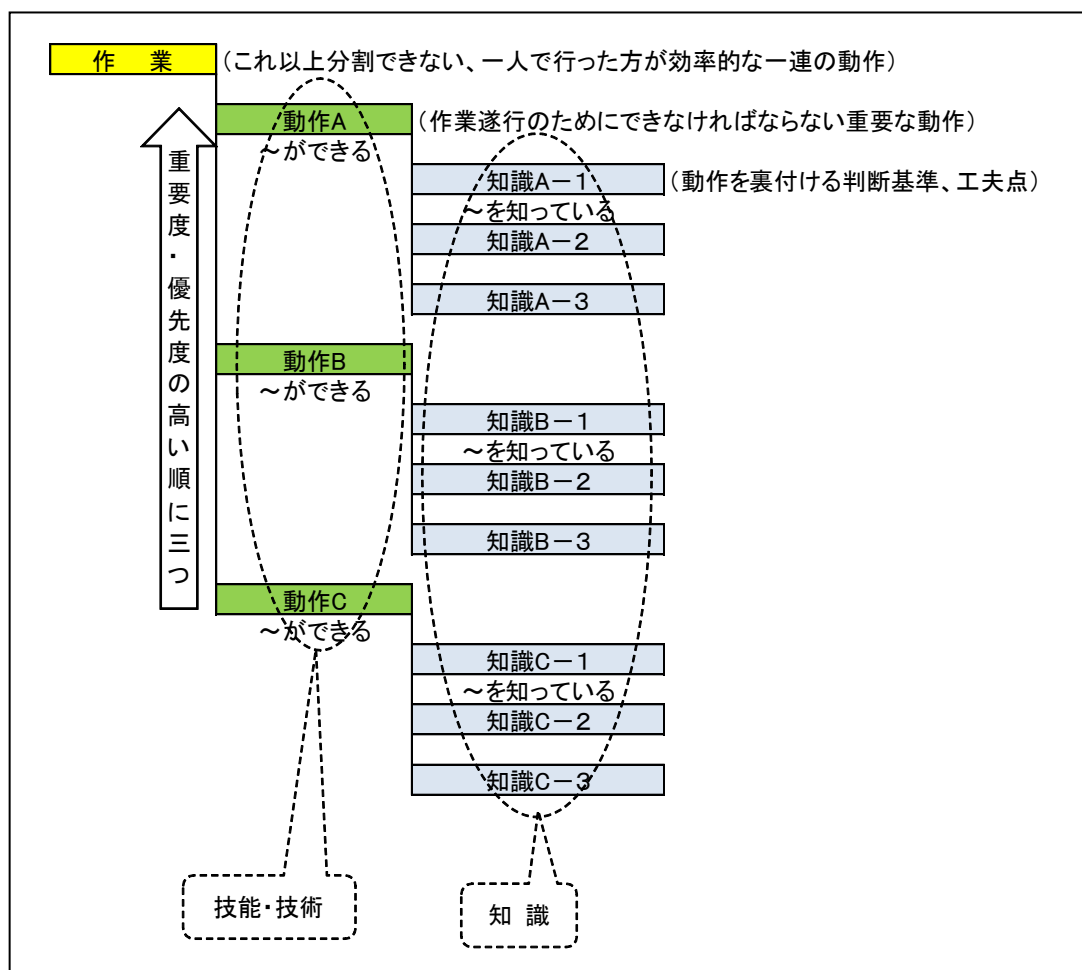 作　業　（これ以上分割できない、一人で行った方が効率的な一連の動作）
動作A　（作業遂行のためにできなければならない重要な動作）
～ができる
知識A－1　（動作を裏付ける判断基準、工夫点）
～を知っている
知識A－2
知識A－3
動作B
～ができる
知識B－1
～を知っている
知識B－2
知識B－3
動作C
～ができる
知識C－1
～を知っている
知識C－2
知識C－3
重要度・優先度の高い順に三つ
技能・技術
知 識